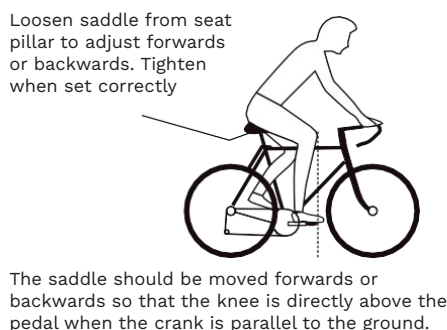 Loosen saddle from seat
pillar to adjust forwards
or backwards. Tighten
when set correctly
The saddle should be moved forwards or
backwards so that the knee is directly above the
pedal when the crank is parallel to the ground.